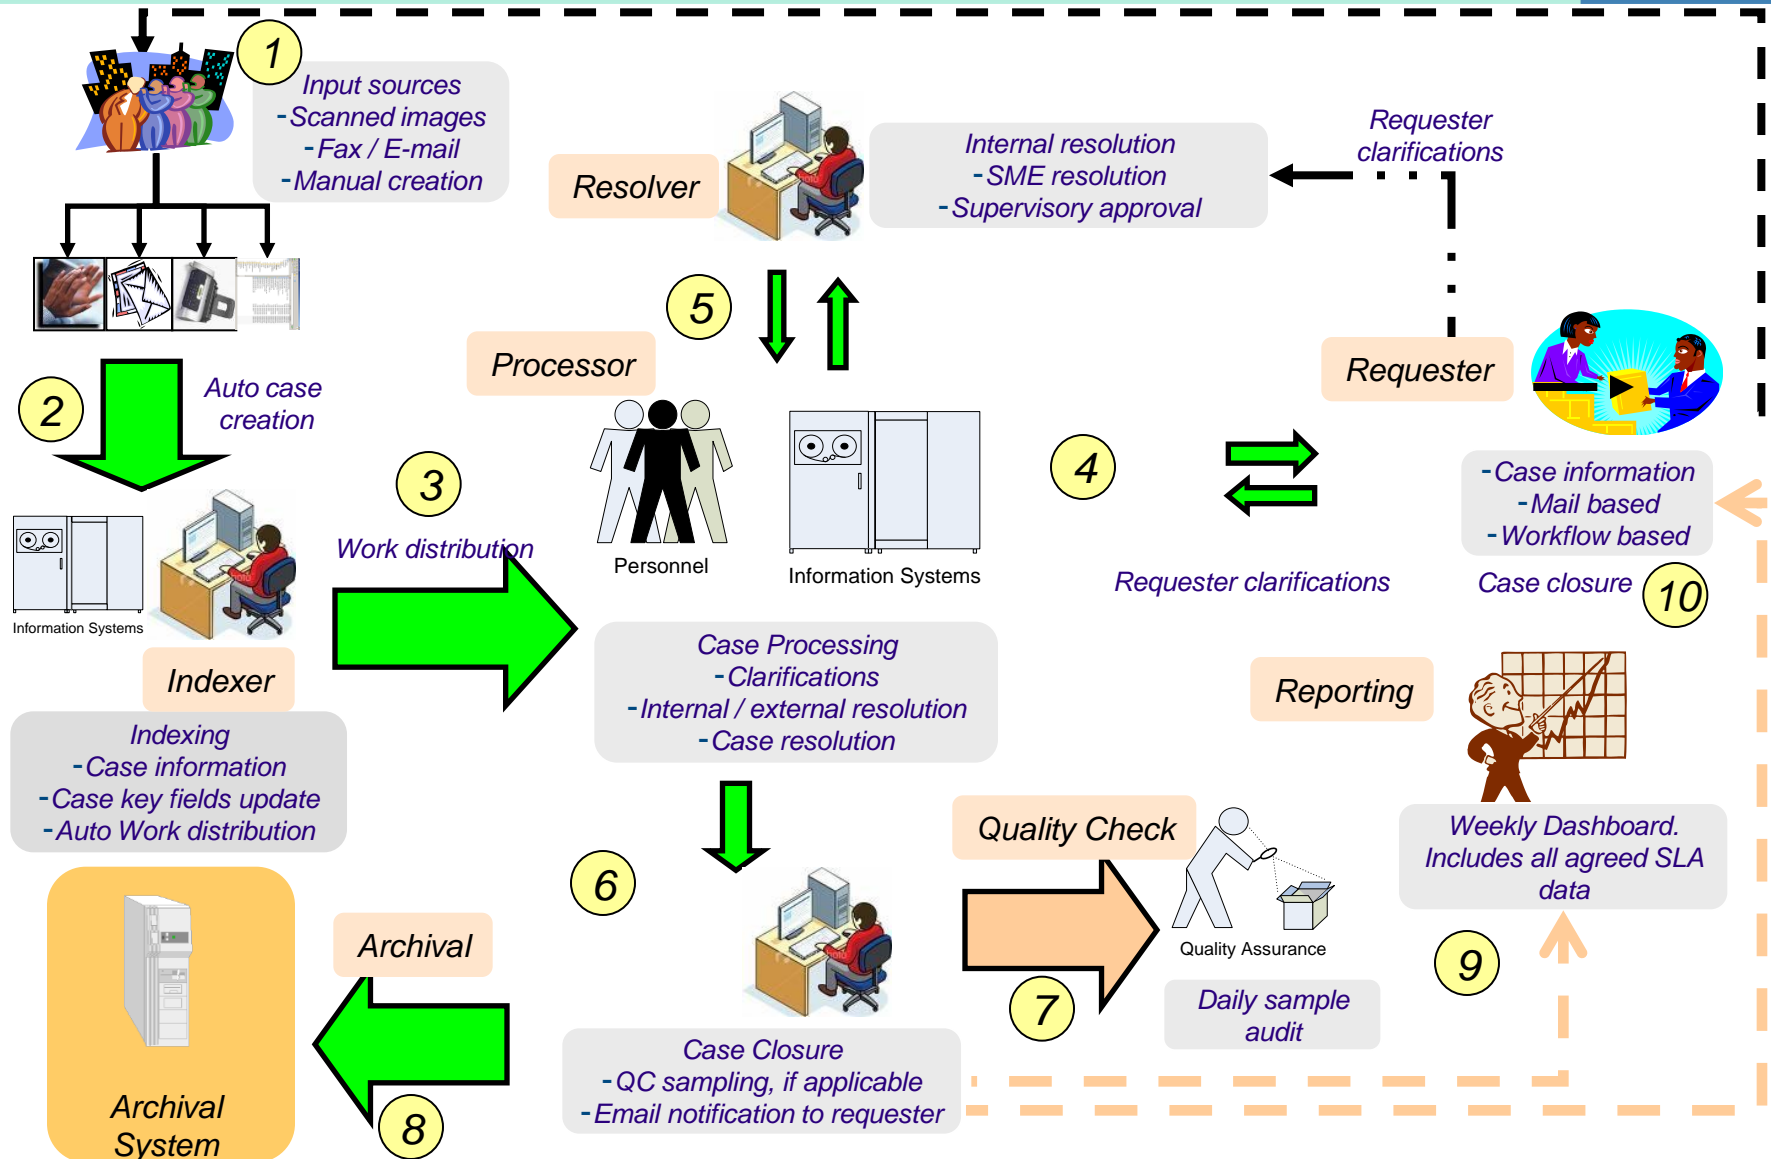 1
Input sources
-Scanned images
-Fax / E-mail
-Manual creation
Resolver
Internal resolution
-SME resolution
-Supervisory approval
Requester
clarifications
2
Auto case
creation
3
Work distribution
5
Processor
Personnel
Information Systems
4
Requester
-Case information
-Mail based
-Workflow based
Requester clarifications
Case closure
10
Information Systems
Indexer
Indexing
-Case information
-Case key fields update
-Auto Work distribution
Case Processing
-Clarifications
-Internal / external resolution
-Case resolution
Reporting
Weekly Dashboard.
Includes all agreed SLA
data
9
6
Quality Check
Quality Assurance
7
Daily sample
audit
Archival
8
Case Closure
-QC sampling, if applicable
-Email notification to requester
Archival
System